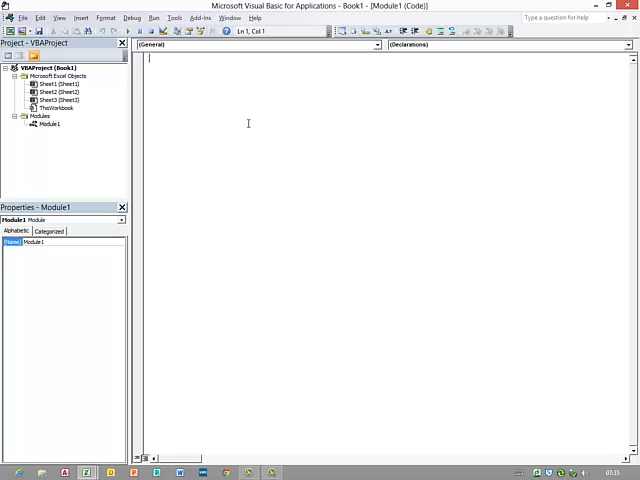 Microsoft Visual Basic for Applications - Book1 - [Module1 (Code)]
File Edit View Insert Format Debug Run Tools Add-Ins Window Help
Type a question for help
Ln 1, Col 1
Project - VBAProject
(General)
(Declarations)
VBAProject (Book1)
Microsoft Excel Objects
Sheet1 (Sheet1)
Sheet2 (Sheet2)
Sheet3 (Sheet3)
ThisWorkbook
Modules
Module1
Properties - Module1
Module1 Module
Alphabetic Categorized
(Name) Module1
07:35